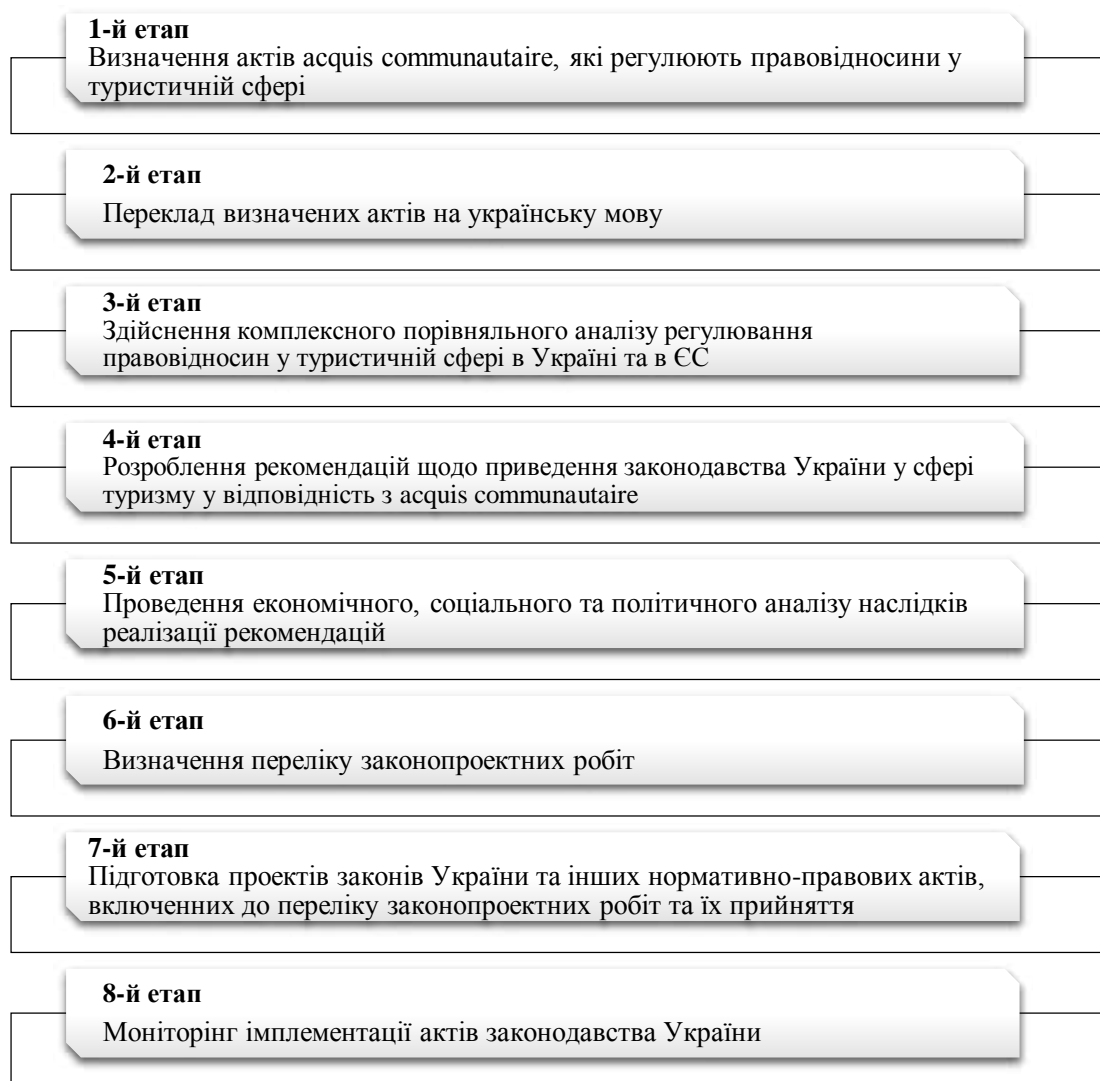 1-й етап
Визначення актів acquis communautaire, які регулюють правовідносини у
туристичній сфері
2-й етап
Переклад визначених актів на українську мову
3-й етап
Здійснення комплексного порівняльного аналізу регулювання
правовідносин у туристичній сфері в Україні та в ЄС
4-й етап
Розроблення рекомендацій щодо приведення законодавства України у сфері
туризму у відповідність з acquis communautaire
5-й етап
Проведення економічного, соціального та політичного аналізу наслідків
реалізації рекомендацій
6-й етап
Визначення переліку законопроектних робіт
7-й етап
Підготовка проектів законів України та інших нормативно-правових актів,
включенних до переліку законопроектних робіт та їх прийняття
8-й етап
Моніторінг імплементації актів законодавства України